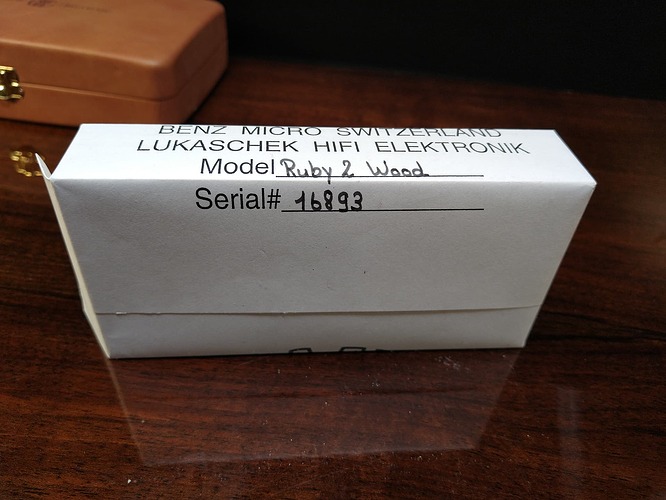 BENZ MICRO SWITZERLAND
LUKASCHEK HIFI ELEKTRONIK
Model Ruby 2 Wood
Serial# 16893